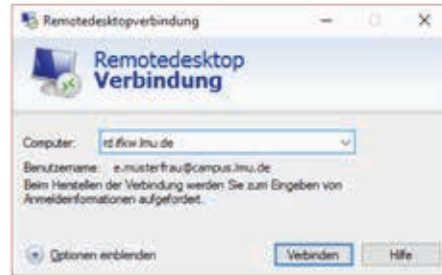 Remotedesktopverbindung
Remotedesktop
Verbindung
Computer: rd.ifkw.lmu.de
Benutzername: e.musterfrau@campus.lmu.de
Beim Herstellen der Verbindung werden Sie zum Eingeben von
Anmeldeinformationen aufgefordert.
Optionen einblenden Verbinden Hilfe